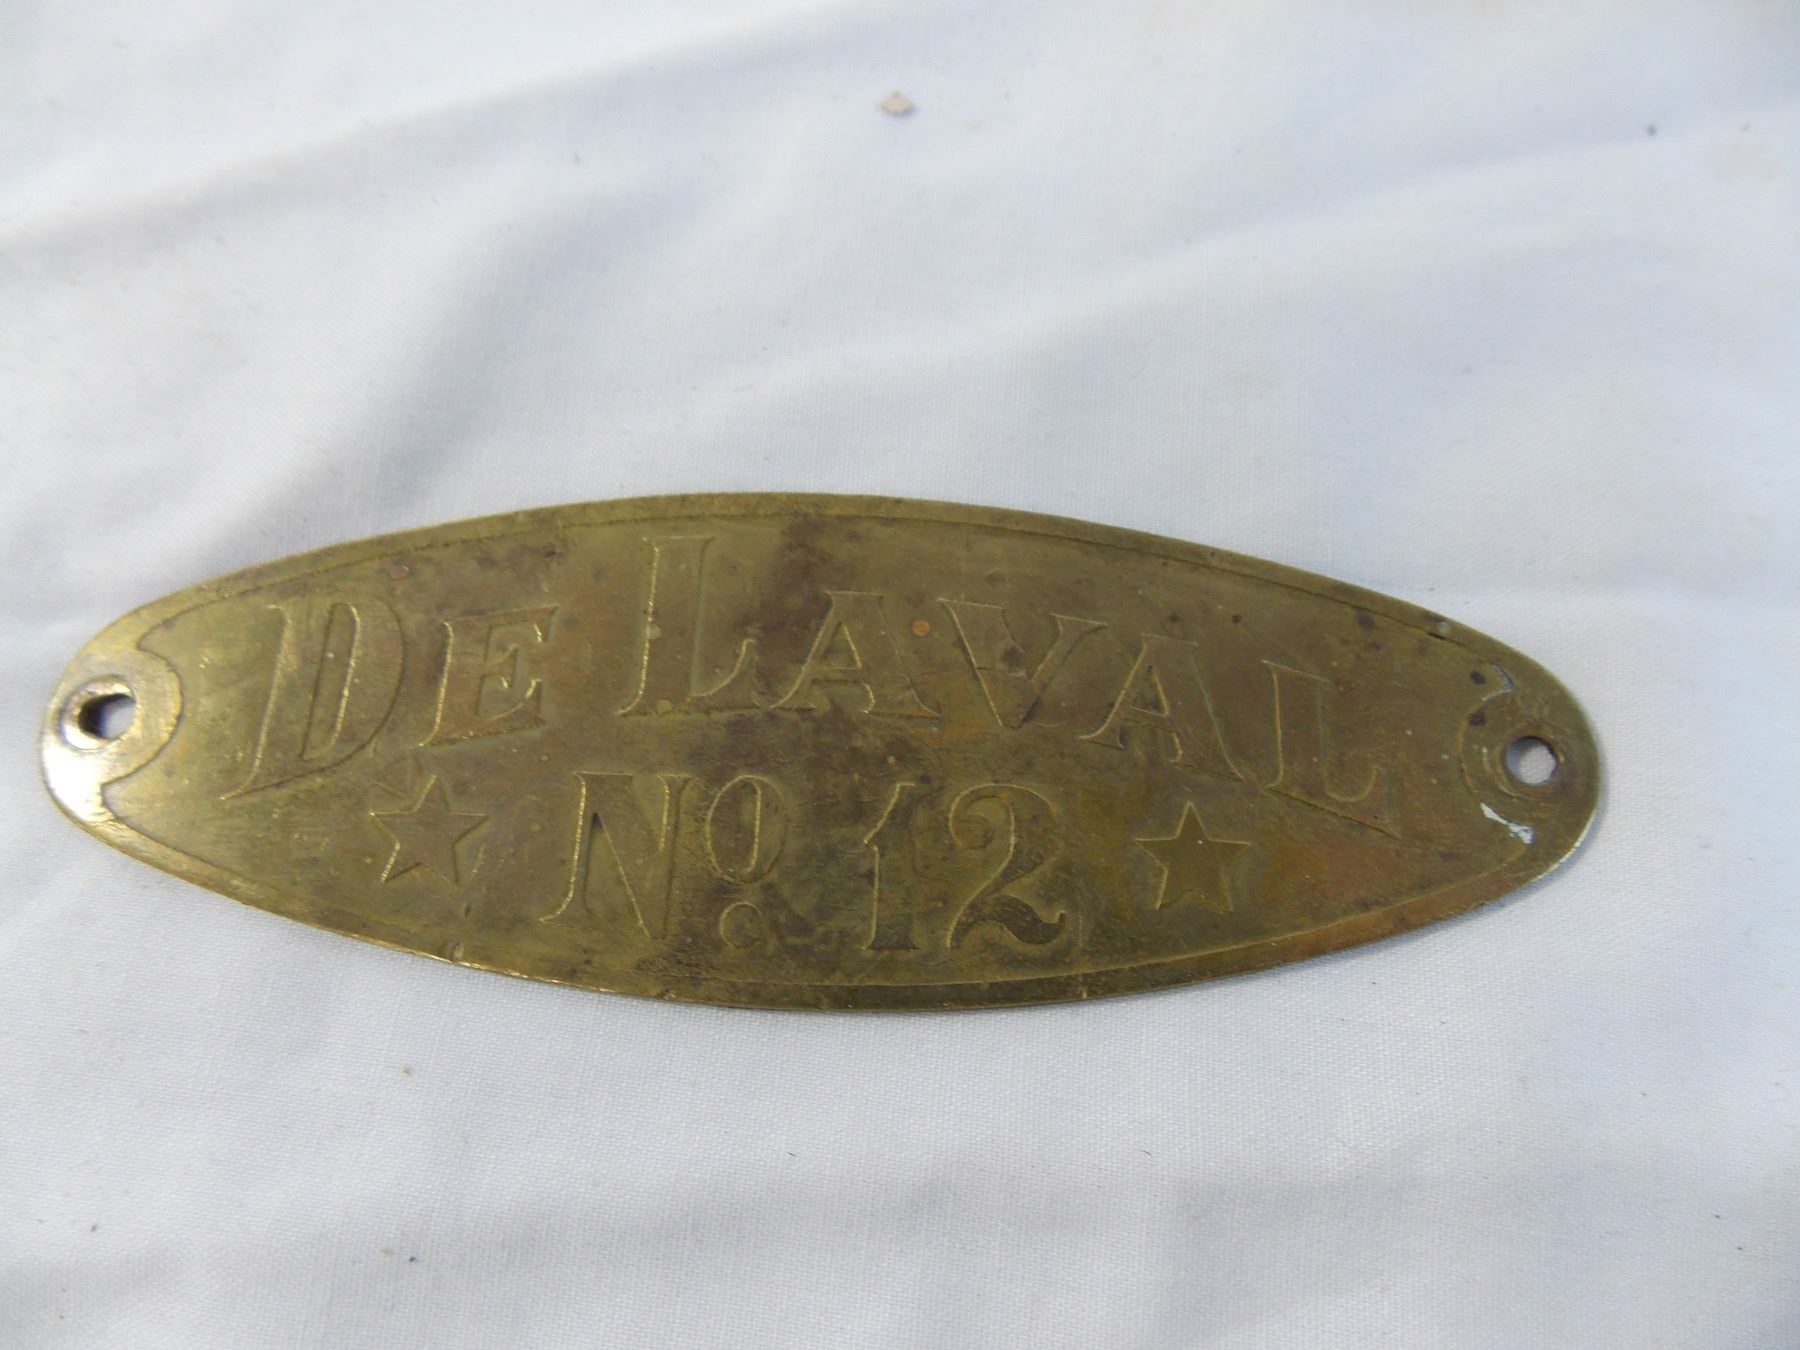 DE LAVAL
★ No. 12 ★